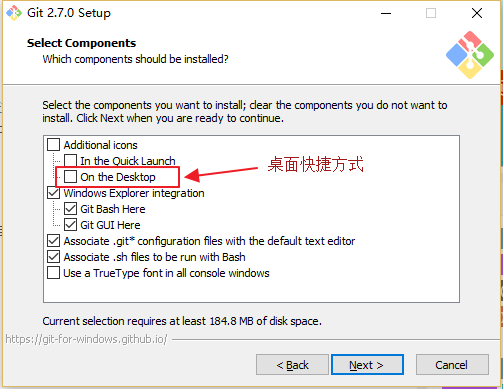 Git 2.7.0 Setup
Select Components
Which components should be installed?
Select the components you want to install; clear the components you do not want to
install. Click Next when you are ready to continue.
Additional icons
In the Quick Launch
On the Desktop
桌面快捷方式
Windows Explorer integration
Git Bash Here
Git GUI Here
Associate .git* configuration files with the default text editor
Associate .sh files to be run with Bash
Use a TrueType font in all console windows
Current selection requires at least 184.8 MB of disk space.
https://git-for-windows.github.io/
< Back
Next >
Cancel